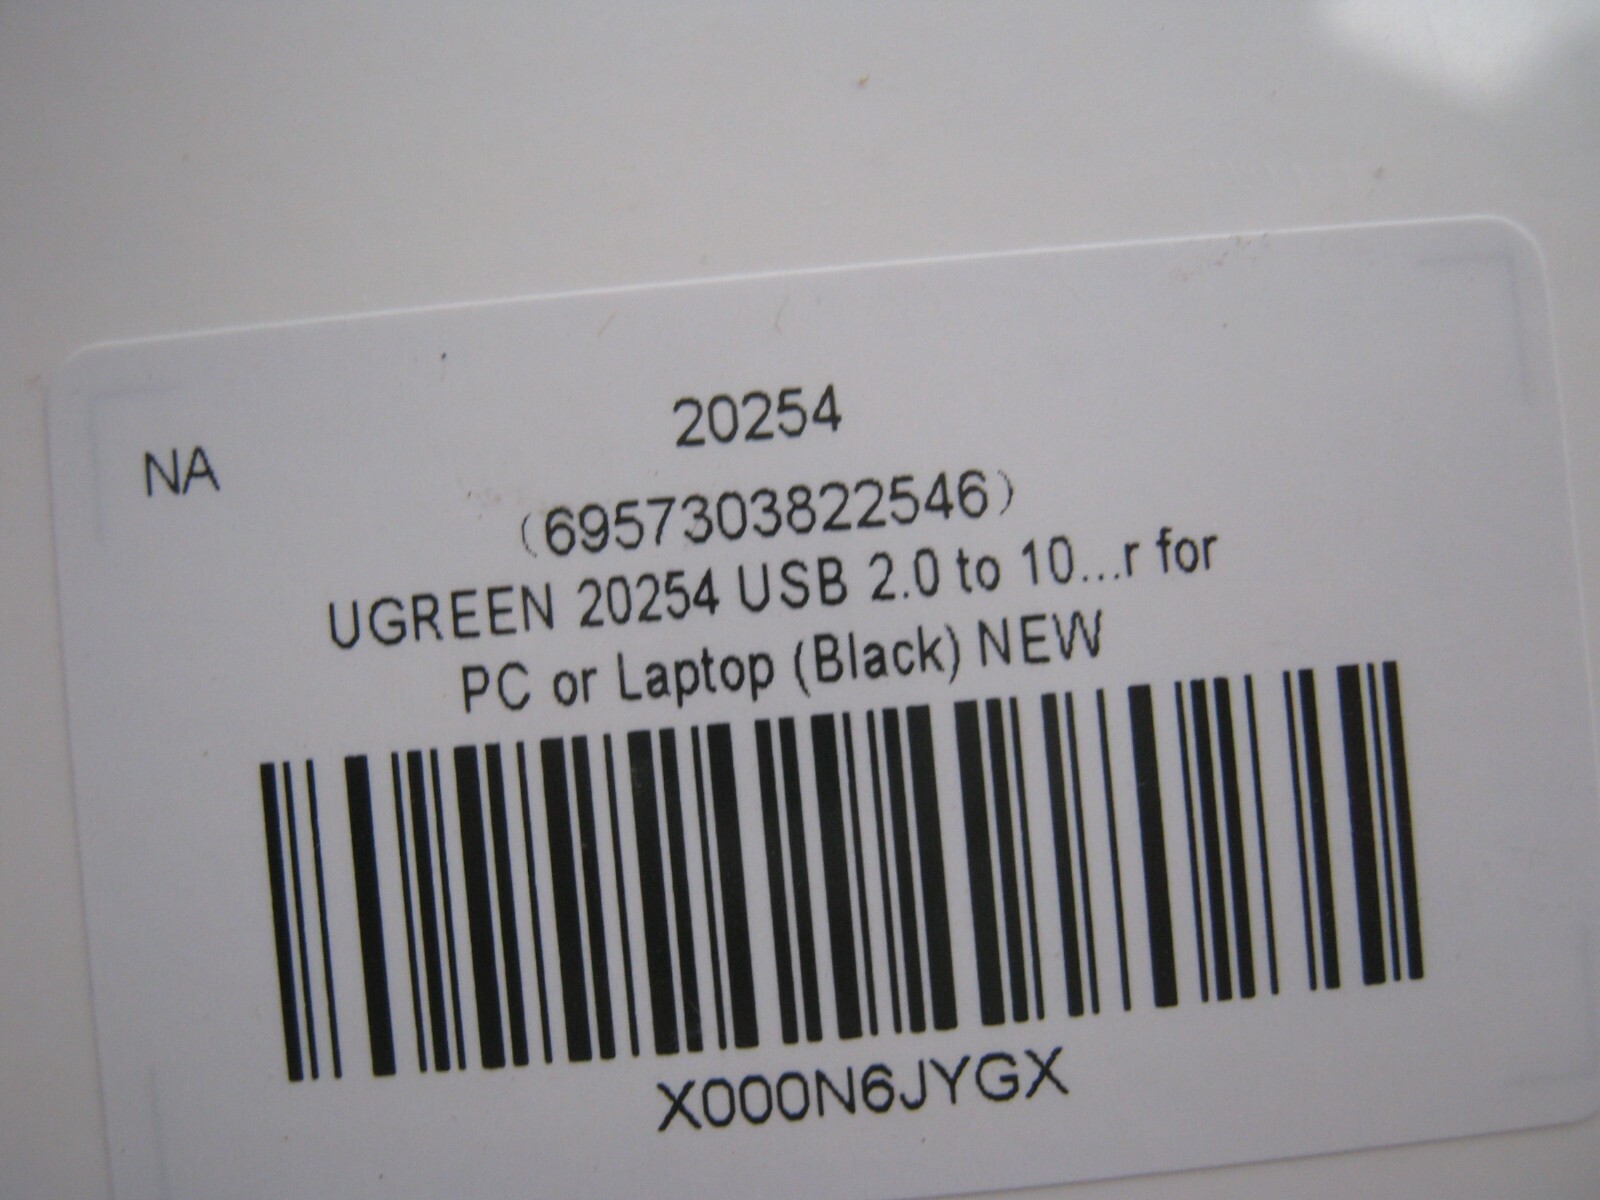 20254
NA
（6957303822546）
UGREEN 20254 USB 2.0 to 10...r for
PC or Laptop (Black) NEW
X000N6JYGX